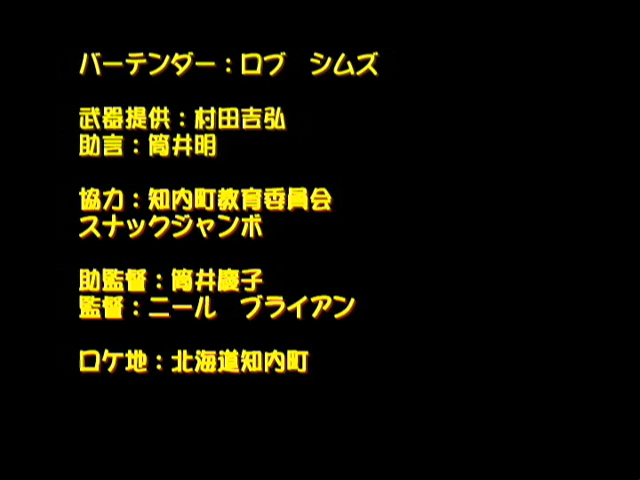 バーテンダー：ロブ　シムズ
武器提供：村田吉弘
助言：筒井明
協力：知内町教育委員会
スナックジャンボ
助監督：筒井慶子
監督：ニール　ブライアン
ロケ地：北海道知内町